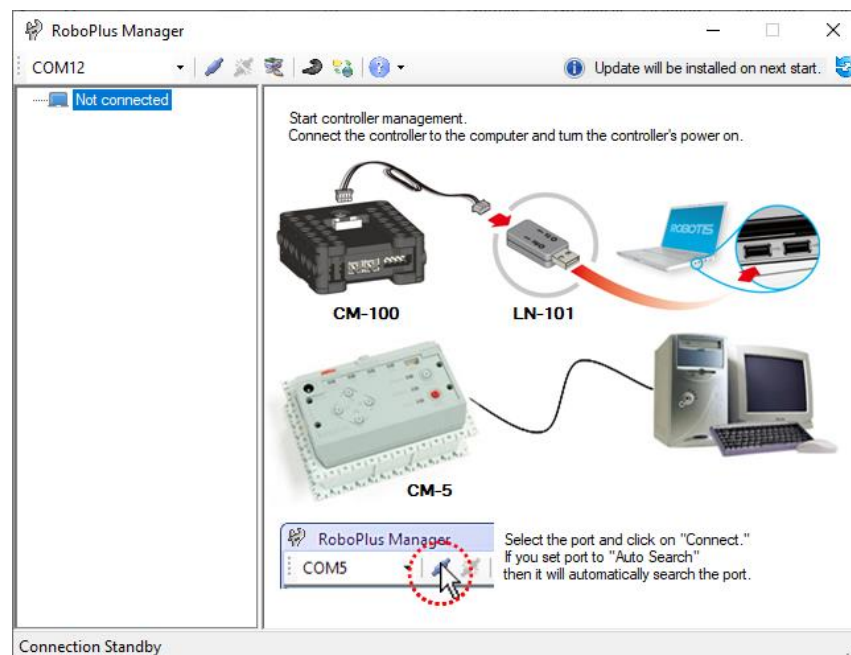 RoboPlus Manager
COM12
Update will be installed on next start.
Not connected
Start controller management.
Connect the controller to the computer and turn the controller's power on.
ROBOTIS
CM-100
LN-101
CM-5
RoboPlus Manager
COM5
Select the port and click on "Connect."
If you set port to "Auto Search"
then it will automatically search the port.
Connection Standby